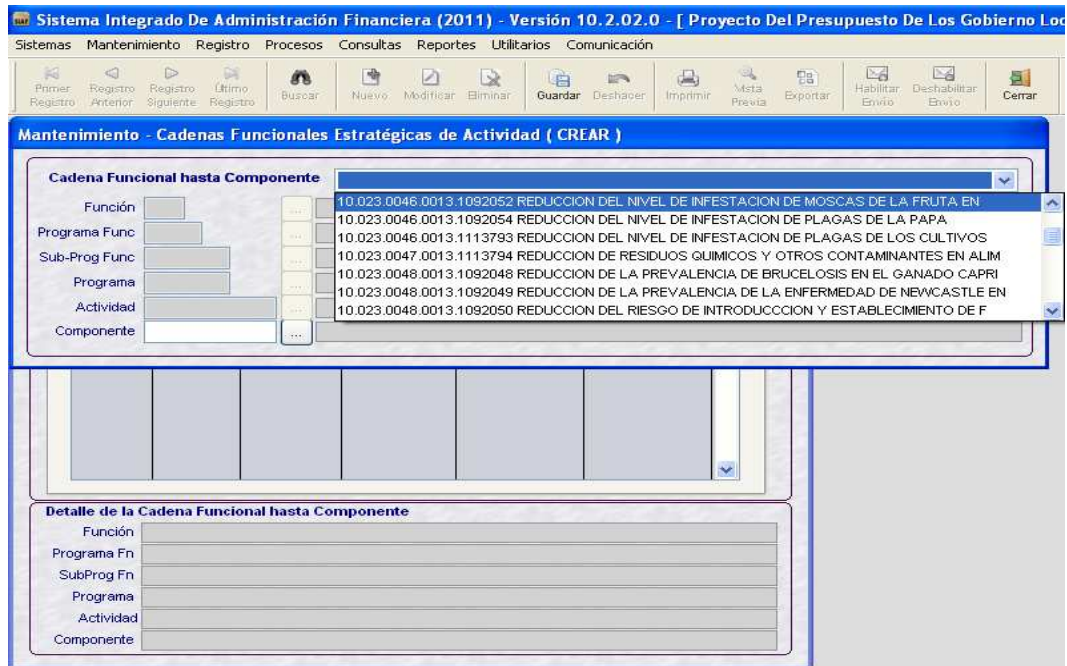 Sistema Integrado De Administración Financiera (2011) - Versión 10.2.02.0 - [ Proyecto Del Presupuesto De Los Gobierno Loc
Sistemas Mantenimiento Registro Procesos Consultas Reportes Utilitarios Comunicación
Primer Registro Registro Anterior Registro Siguiente Último Registro Buscar Nuevo Modificar Eliminar Guardar Deshacer Imprimir Vista Previa Exportar Habilitar Envio Deshabilitar Envio Cerrar
Mantenimiento - Cadenas Funcionales Estratégicas de Actividad ( CREAR )
Cadena Funcional hasta Componente
10.023.0046.0013.1092052 REDUCCION DEL NIVEL DE INFESTACION DE MOSCAS DE LA FRUTA EN
10.023.0046.0013.1092054 REDUCCION DEL NIVEL DE INFESTACION DE PLAGAS DE LA PAPA
10.023.0046.0013.1113793 REDUCCION DEL NIVEL DE INFESTACION DE PLAGAS DE LOS CULTIVOS
10.023.0047.0013.1113794 REDUCCION DE RESIDUOS QUIMICOS Y OTROS CONTAMINANTES EN ALIM
10.023.0048.0013.1092048 REDUCCION DE LA PREVALENCIA DE BRUCELOSIS EN EL GANADO CAPRI
10.023.0048.0013.1092049 REDUCCION DE LA PREVALENCIA DE LA ENFERMEDAD DE NEWCASTLE EN
10.023.0048.0013.1092050 REDUCCION DEL RIESGO DE INTRODUCCCION Y ESTABLECIMIENTO DE F
Función ...
Programa Func ...
Sub-Prog Func ...
Programa ...
Actividad ...
Componente ...
Detalle de la Cadena Funcional hasta Componente
Función
Programa Fn
SubProg Fn
Programa
Actividad
Componente